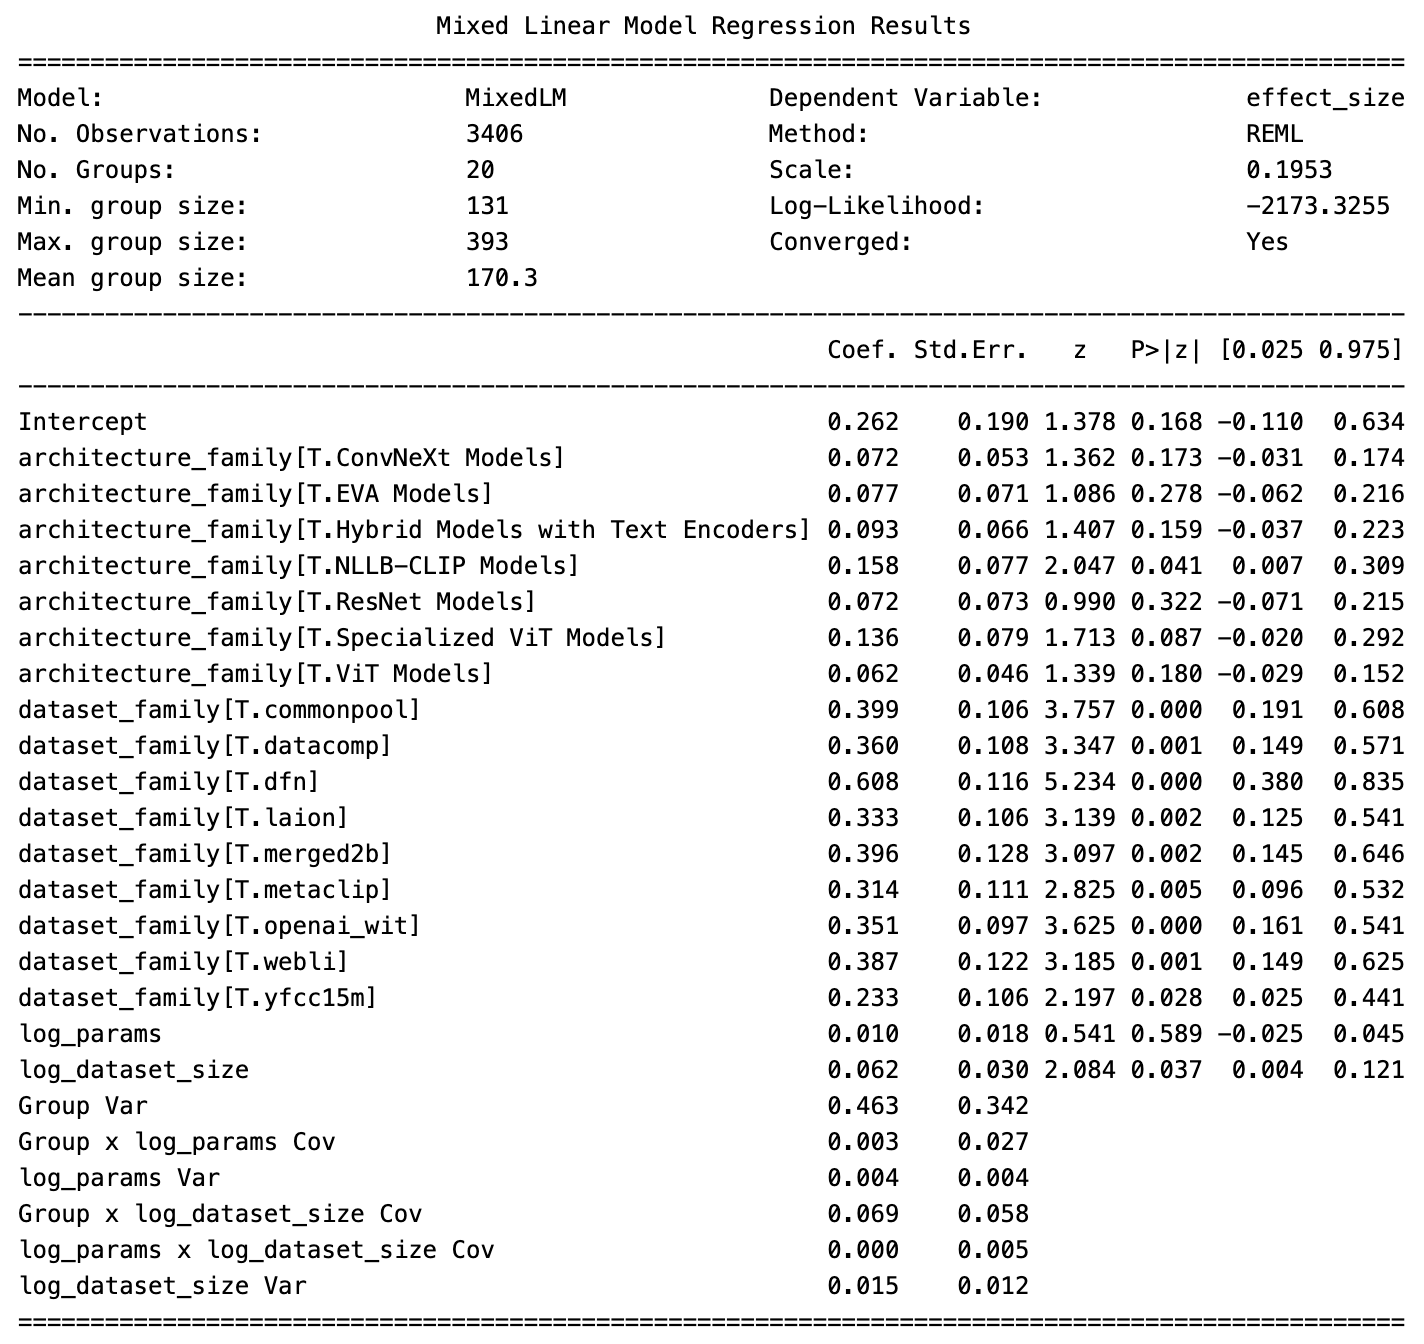 Mixed Linear Model Regression Results
================================================================================================
Model: MixedLM Dependent Variable: effect_size
No. Observations: 3406 Method: REML
No. Groups: 20 Scale: 0.1953
Min. group size: 131 Log-Likelihood: -2173.3255
Max. group size: 393 Converged: Yes
Mean group size: 170.3
------------------------------------------------------------------------------------------------
Coef. Std.Err. z P>|z| [0.025 0.975]
------------------------------------------------------------------------------------------------
Intercept 0.262 0.190 1.378 0.168 -0.110 0.634
architecture_family[T.ConvNeXt Models] 0.072 0.053 1.362 0.173 -0.031 0.174
architecture_family[T.EVA Models] 0.077 0.071 1.086 0.278 -0.062 0.216
architecture_family[T.Hybrid Models with Text Encoders] 0.093 0.066 1.407 0.159 -0.037 0.223
architecture_family[T.NLLB-CLIP Models] 0.158 0.077 2.047 0.041 0.007 0.309
architecture_family[T.ResNet Models] 0.072 0.073 0.990 0.322 -0.071 0.215
architecture_family[T.Specialized ViT Models] 0.136 0.079 1.713 0.087 -0.020 0.292
architecture_family[T.ViT Models] 0.062 0.046 1.339 0.180 -0.029 0.152
dataset_family[T.commonpool] 0.399 0.106 3.757 0.000 0.191 0.608
dataset_family[T.datacomp] 0.360 0.108 3.347 0.001 0.149 0.571
dataset_family[T.dfn] 0.608 0.116 5.234 0.000 0.380 0.835
dataset_family[T.laion] 0.333 0.106 3.139 0.002 0.125 0.541
dataset_family[T.merged2b] 0.396 0.128 3.097 0.002 0.145 0.646
dataset_family[T.metaclip] 0.314 0.111 2.825 0.005 0.096 0.532
dataset_family[T.openai_wit] 0.351 0.097 3.625 0.000 0.161 0.541
dataset_family[T.webli] 0.387 0.122 3.185 0.001 0.149 0.625
dataset_family[T.yfcc15m] 0.233 0.106 2.197 0.028 0.025 0.441
log_params 0.010 0.018 0.541 0.589 -0.025 0.045
log_dataset_size 0.062 0.030 2.084 0.037 0.004 0.121
Group Var 0.463 0.342
Group x log_params Cov 0.003 0.027
log_params Var 0.004 0.004
Group x log_dataset_size Cov 0.069 0.058
log_params x log_dataset_size Cov 0.000 0.005
log_dataset_size Var 0.015 0.012
================================================================================================